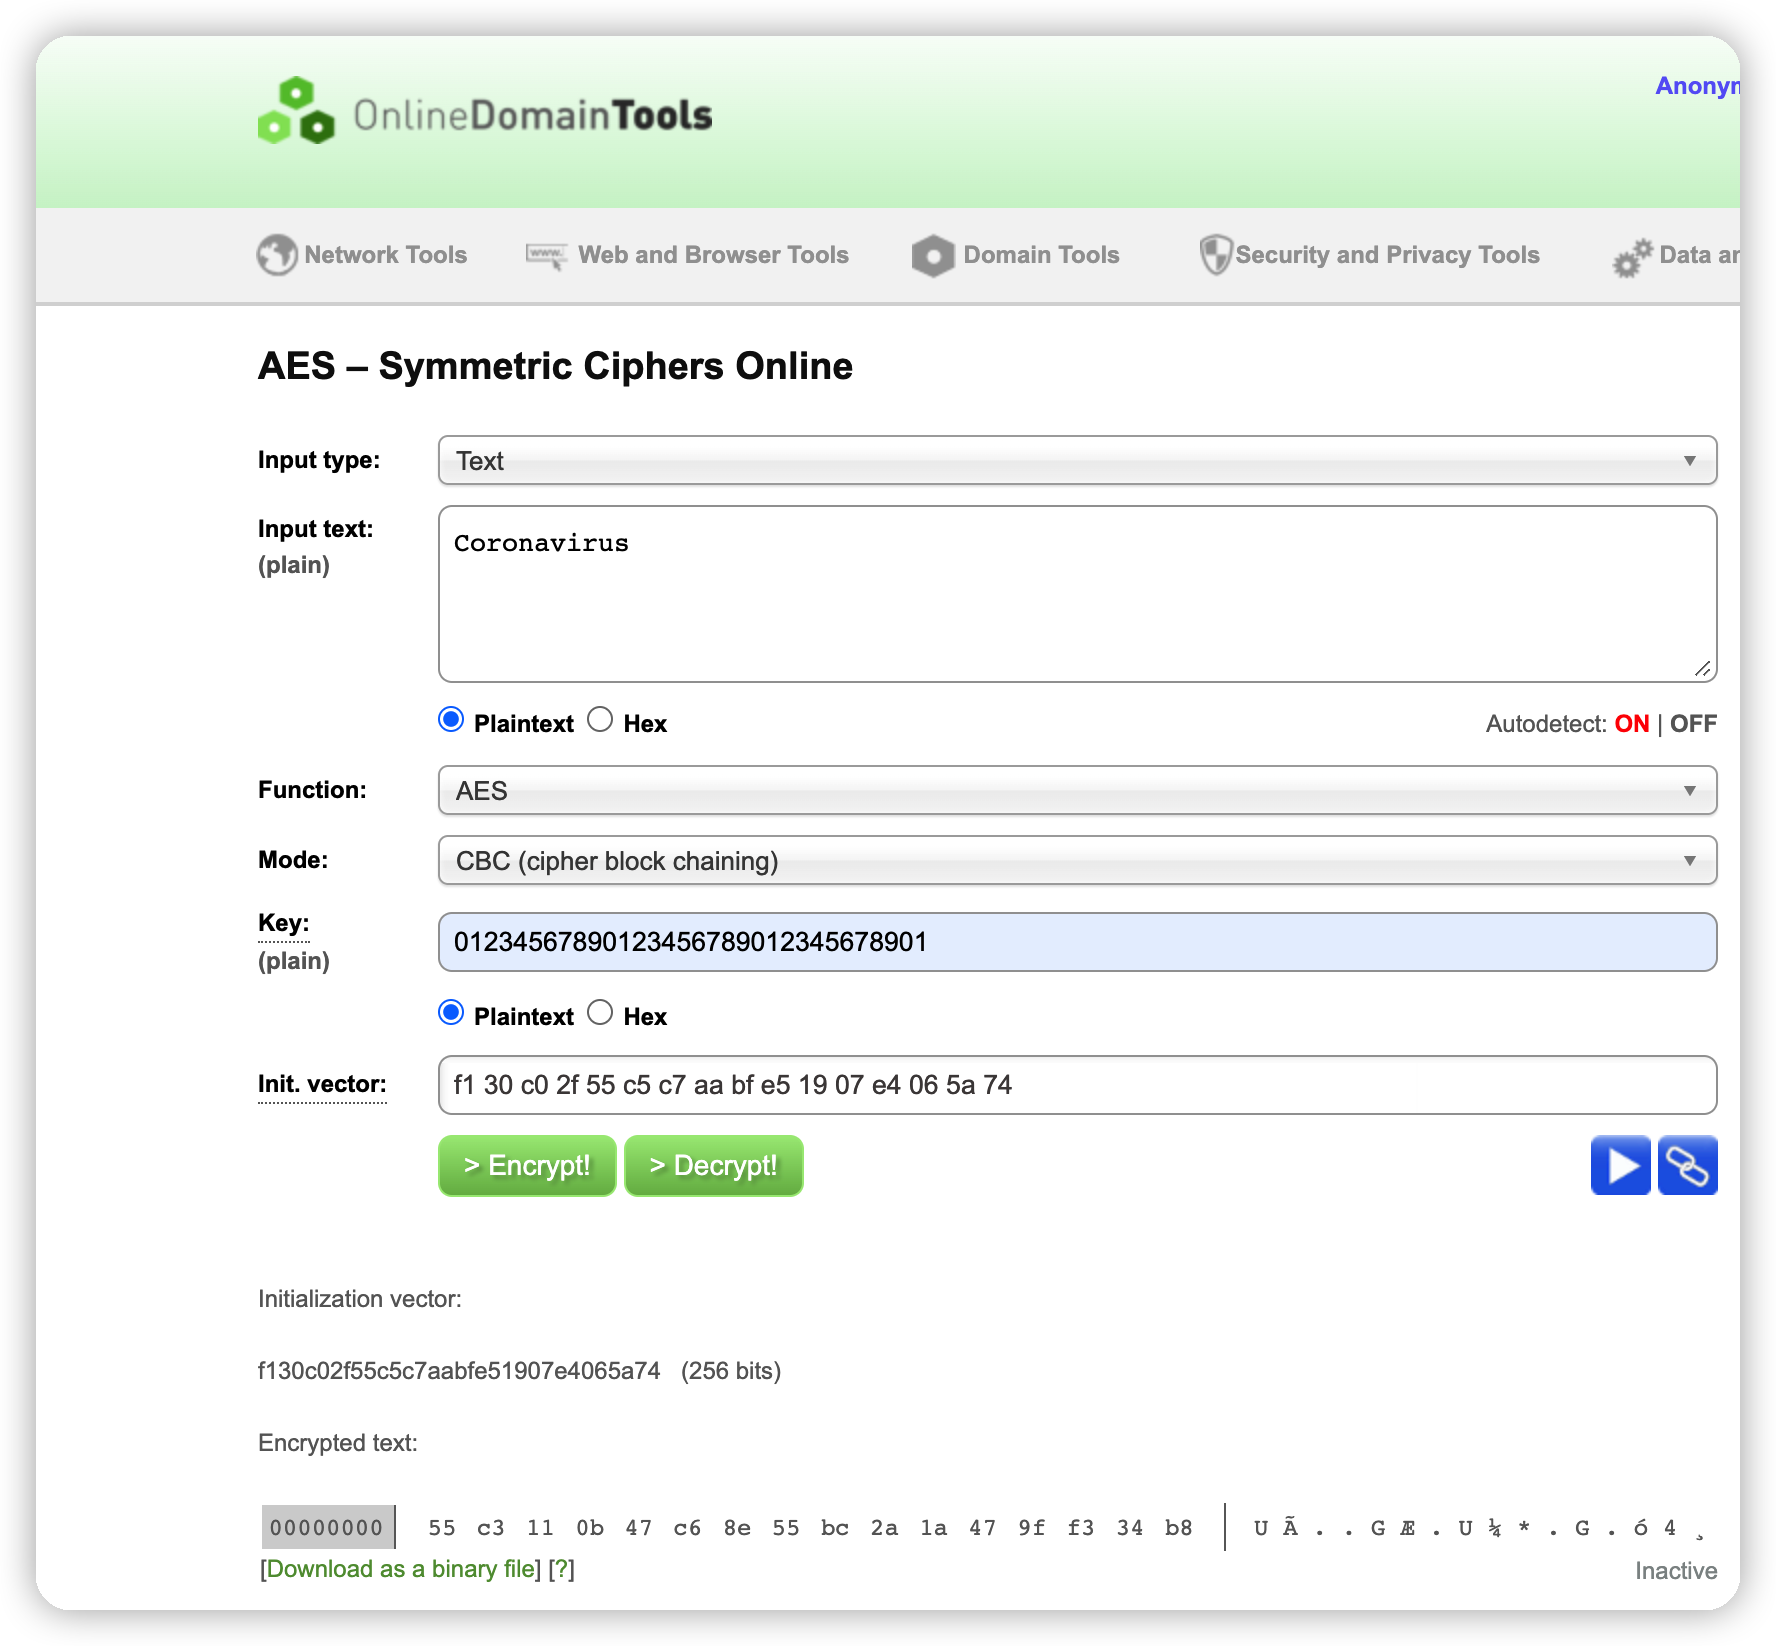 Anonym
OnlineDomainTools
Network Tools Web and Browser Tools Domain Tools Security and Privacy Tools Data an
AES – Symmetric Ciphers Online
Input type: Text
Input text: Coronavirus
(plain)
Plaintext Hex Autodetect: ON | OFF
Function: AES
Mode: CBC (cipher block chaining)
Key: 01234567890123456789012345678901
(plain)
Plaintext Hex
Init. vector: f1 30 c0 2f 55 c5 c7 aa bf e5 19 07 e4 06 5a 74
> Encrypt! > Decrypt!
Initialization vector:
f130c02f55c5c7aabfe51907e4065a74 (256 bits)
Encrypted text:
00000000 55 c3 11 0b 47 c6 8e 55 bc 2a 1a 47 9f f3 34 b8 U Ã . . G Æ . U ¼ * . G . ó 4 ¸
[Download as a binary file] [?] Inactive